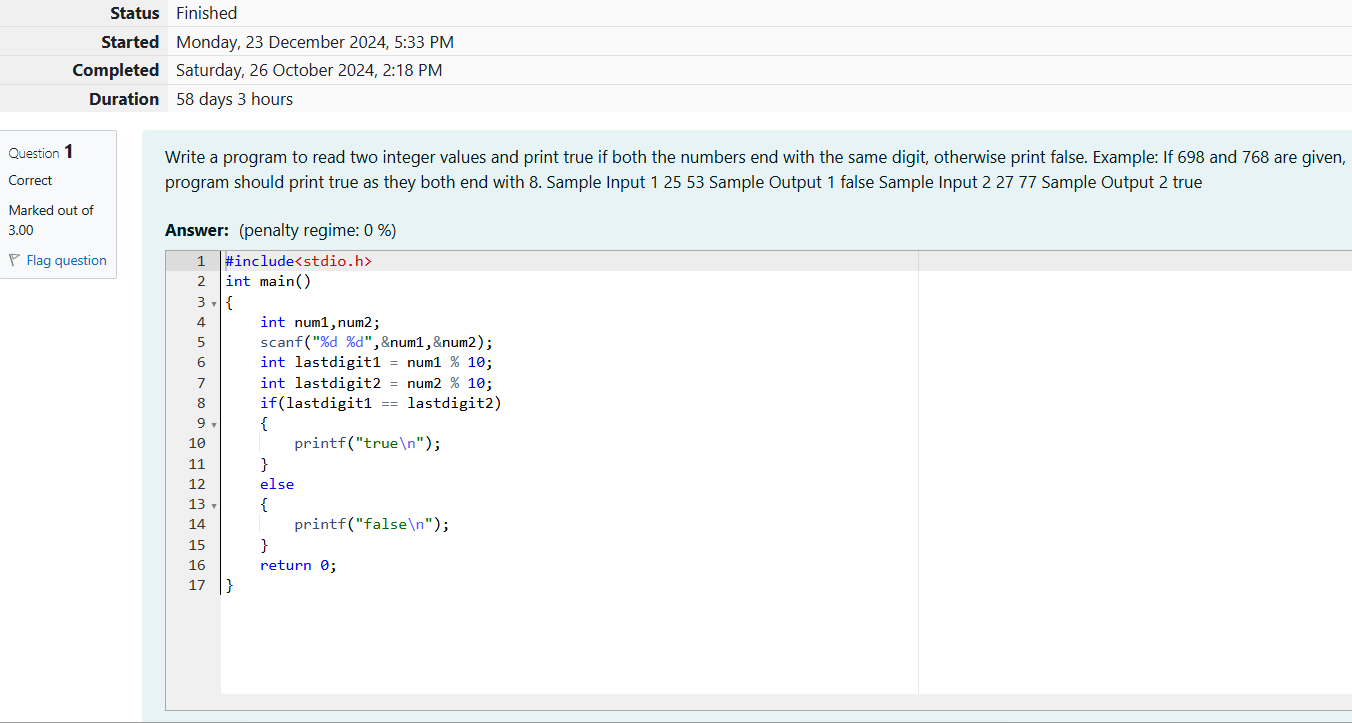 Status Finished
Started Monday, 23 December 2024, 5:33 PM
Completed Saturday, 26 October 2024, 2:18 PM
Duration 58 days 3 hours
Question 1
Correct
Marked out of
3.00
Flag question
Write a program to read two integer values and print true if both the numbers end with the same digit, otherwise print false. Example: If 698 and 768 are given,
program should print true as they both end with 8. Sample Input 1 25 53 Sample Output 1 false Sample Input 2 27 77 Sample Output 2 true
Answer: (penalty regime: 0 %)
1 #include<stdio.h>
2 int main()
3 {
4     int num1,num2;
5     scanf("%d %d",&num1,&num2);
6     int lastdigit1 = num1 % 10;
7     int lastdigit2 = num2 % 10;
8     if(lastdigit1 == lastdigit2)
9     {
10         printf("true\n");
11     }
12     else
13     {
14         printf("false\n");
15     }
16     return 0;
17 }